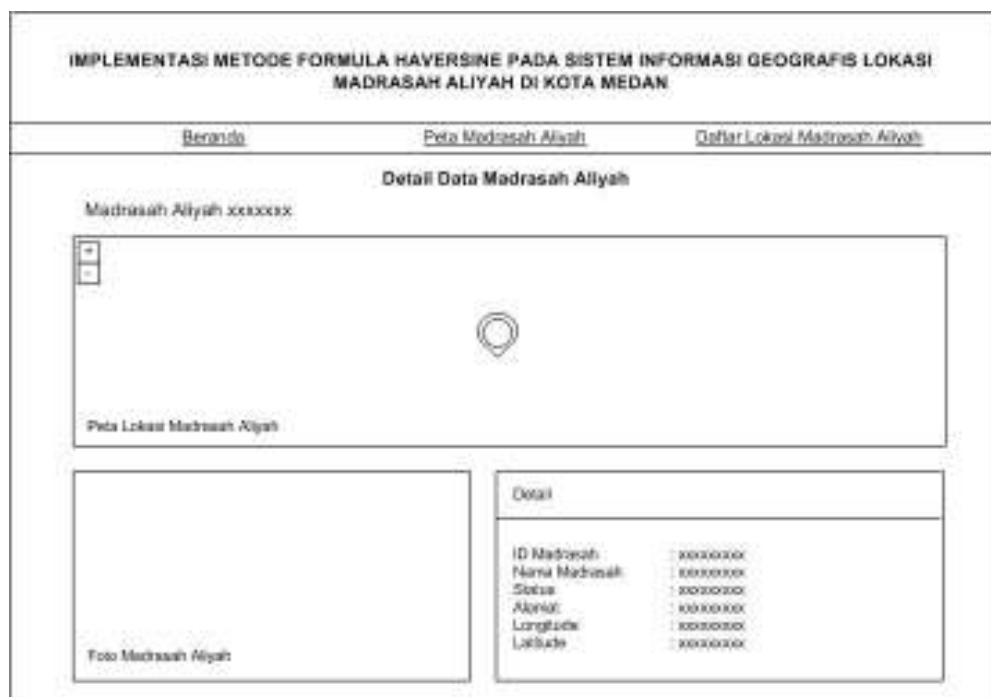 IMPLEMENTASI METODE FORMULA HAVERSINE PADA SISTEM INFORMASI GEOGRAFIS LOKASI
MADRASAH ALIYAH DI KOTA MEDAN
Beranda Peta Madrasah Aliyah Daftar Lokasi Madrasah Aliyah
Detail Data Madrasah Aliyah
Madrasah Aliyah xxxxxxx
+
-
Peta Lokasi Madrasah Aliyah
Foto Madrasah Aliyah
Detail
ID Madrasah : xxxxxxxxx
Nama Madrasah : xxxxxxxxx
Status : xxxxxxxxx
Alamat : xxxxxxxxx
Longitude : xxxxxxxxx
Latitude : xxxxxxxxx